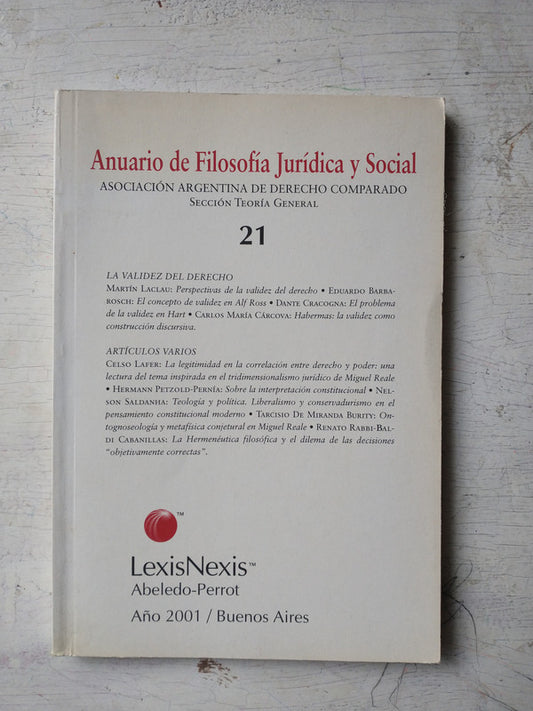 Anuario de Filosofía Jurídica y Social
ASOCIACIÓN ARGENTINA DE DERECHO COMPARADO
SECCIÓN TEORÍA GENERAL
21
LA VALIDEZ DEL DERECHO
MARTÍN LACLAU: Perspectivas de la validez del derecho • EDUARDO BARBA-
ROSCH: El concepto de validez en Alf Ross • DANTE CRACOGNA: El problema
de la validez en Hart • CARLOS MARÍA CÁRCOVA: Habermas: la validez como
construcción discursiva.
ARTÍCULOS VARIOS
CELSO LAFER: La legitimidad en la correlación entre derecho y poder: una
lectura del tema inspirada en el tridimensionalismo jurídico de Miguel Reale
• HERMANN PETZOLD-PERNÍA: Sobre la interpretación constitucional • NEL-
SON SALDANHA: Teología y política. Liberalismo y conservadurismo en el
pensamiento constitucional moderno • TARCISIO DE MIRANDA BURITY: On-
tognoseología y metafísica conjetural en Miguel Reale • RENATO RABBI-BAL-
DI CABANILLAS: La Hermenéutica filosófica y el dilema de las decisiones
"objetivamente correctas".
™
LexisNexis™
Abeledo-Perrot
Año 2001 / Buenos Aires